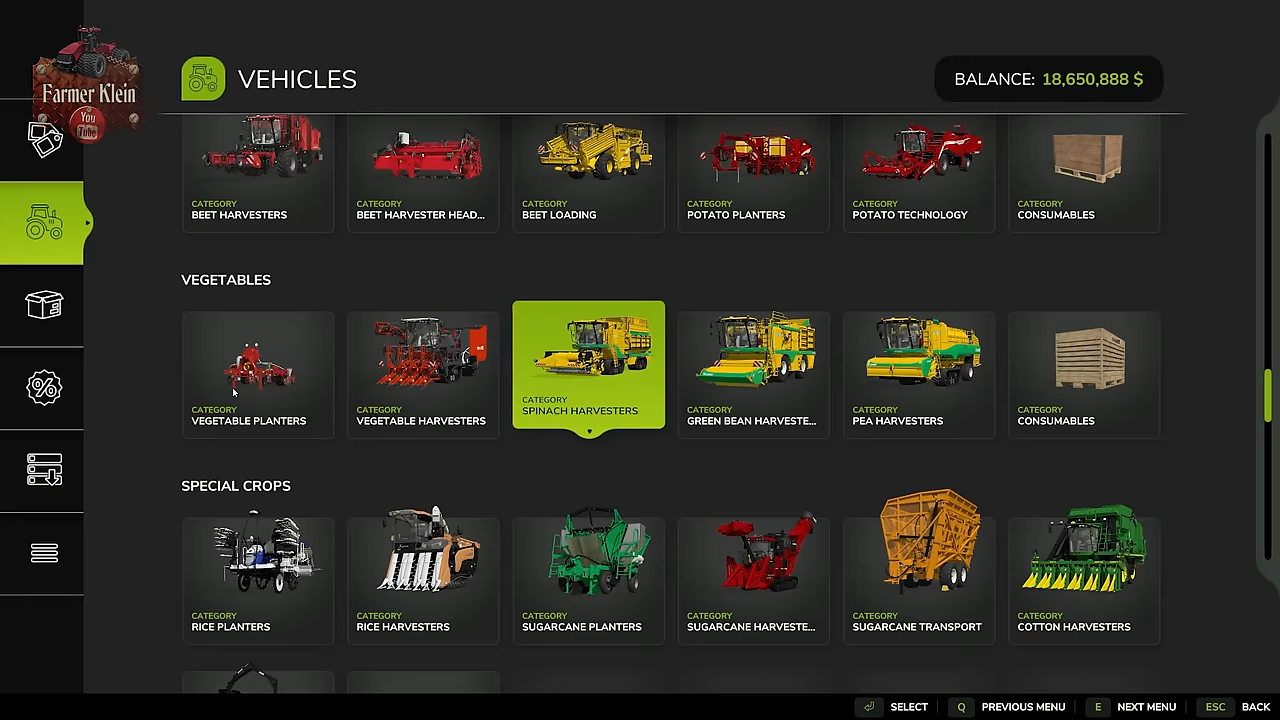 Farmer Klein
You
Tube
VEHICLES
BALANCE: 18,650,888 $
CATEGORY
BEET HARVESTERS
CATEGORY
BEET HARVESTER HEAD...
CATEGORY
BEET LOADING
CATEGORY
POTATO PLANTERS
CATEGORY
POTATO TECHNOLOGY
CATEGORY
CONSUMABLES
VEGETABLES
CATEGORY
VEGETABLE PLANTERS
CATEGORY
VEGETABLE HARVESTERS
CATEGORY
SPINACH HARVESTERS
CATEGORY
GREEN BEAN HARVESTE...
CATEGORY
PEA HARVESTERS
CATEGORY
CONSUMABLES
SPECIAL CROPS
CATEGORY
RICE PLANTERS
CATEGORY
RICE HARVESTERS
CATEGORY
SUGARCANE PLANTERS
CATEGORY
SUGARCANE HARVESTE...
CATEGORY
SUGARCANE TRANSPORT
CATEGORY
COTTON HARVESTERS
SELECT
Q PREVIOUS MENU
E NEXT MENU
ESC BACK